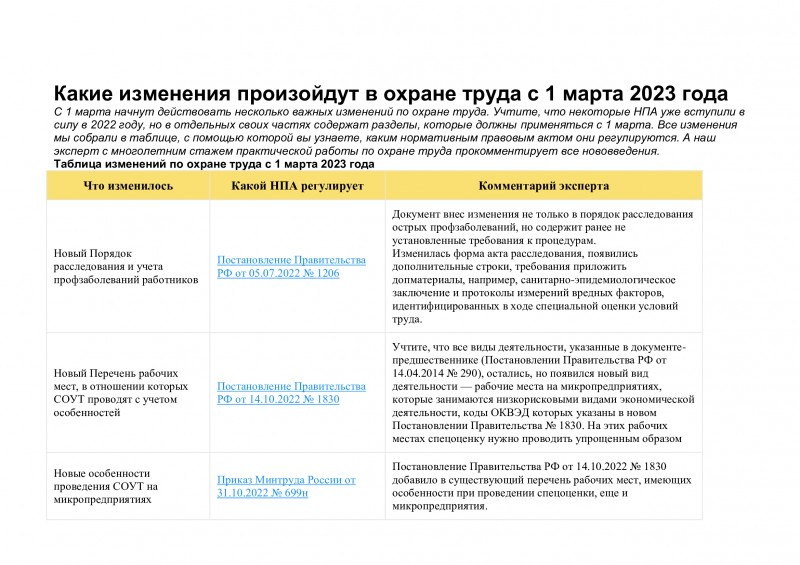 Какие изменения произойдут в охране труда с 1 марта 2023 года
С 1 марта начнут действовать несколько важных изменений по охране труда. Учтите, что некоторые НПА уже вступили в
силу в 2022 году, но в отдельных своих частях содержат разделы, которые должны применяться с 1 марта. Все изменения
мы собрали в таблице, с помощью которой вы узнаете, каким нормативным правовым актом они регулируются. А наш
эксперт с многолетним стажем практической работы по охране труда прокомментирует все нововведения.
Таблица изменений по охране труда с 1 марта 2023 года
Что изменилось
Какой НПА регулирует
Комментарий эксперта
Новый Порядок
расследования и учета
профзаболеваний работников
Постановление Правительства
РФ от 05.07.2022 № 1206
Документ внес изменения не только в порядок расследования
острых профзаболеваний, но содержит ранее не
установленные требования к процедурам.
Изменилась форма акта расследования, появились
дополнительные строки, требования приложить
допматериалы, например, санитарно-эпидемиологическое
заключение и протоколы измерений вредных факторов,
идентифицированных в ходе специальной оценки условий
труда.
Новый Перечень рабочих
мест, в отношении которых
СОУТ проводят с учетом
особенностей
Постановление Правительства
РФ от 14.10.2022 № 1830
Учтите, что все виды деятельности, указанные в документе-
предшественнике (Постановлении Правительства РФ от
14.04.2014 № 290), остались, но появился новый вид
деятельности — рабочие места на микропредприятиях,
которые занимаются низкорисковыми видами экономической
деятельности, коды ОКВЭД которых указаны в новом
Постановлении Правительства № 1830. На этих рабочих
местах спецоценку нужно проводить упрощенным образом
Новые особенности
проведения СОУТ на
микропредприятиях
Приказ Минтруда России от
31.10.2022 № 699н
Постановление Правительства РФ от 14.10.2022 № 1830
добавило в существующий перечень рабочих мест, имеющих
особенности при проведении спецоценки, еще и
микропредприятия.